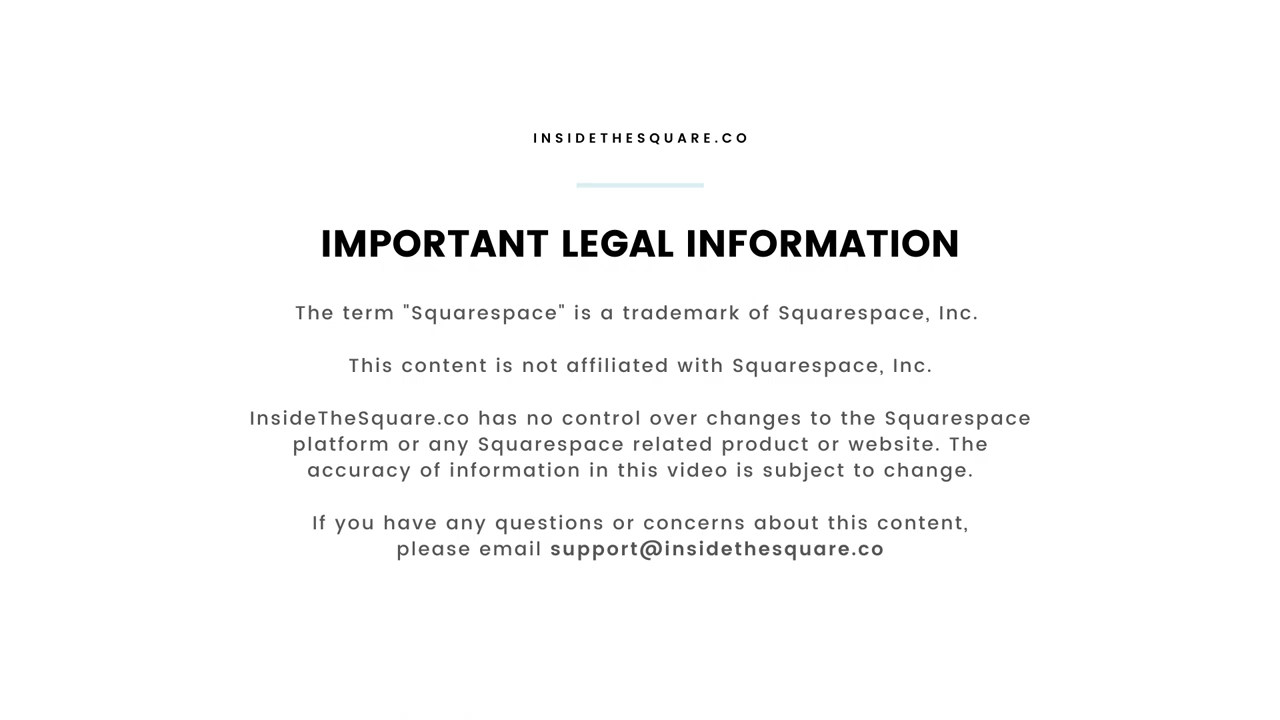 INSIDETHESQUARE.CO
IMPORTANT LEGAL INFORMATION
The term "Squarespace" is a trademark of Squarespace, Inc.
This content is not affiliated with Squarespace, Inc.
InsideTheSquare.co has no control over changes to the Squarespace
platform or any Squarespace related product or website. The
accuracy of information in this video is subject to change.
If you have any questions or concerns about this content,
please email support@insidethesquare.co